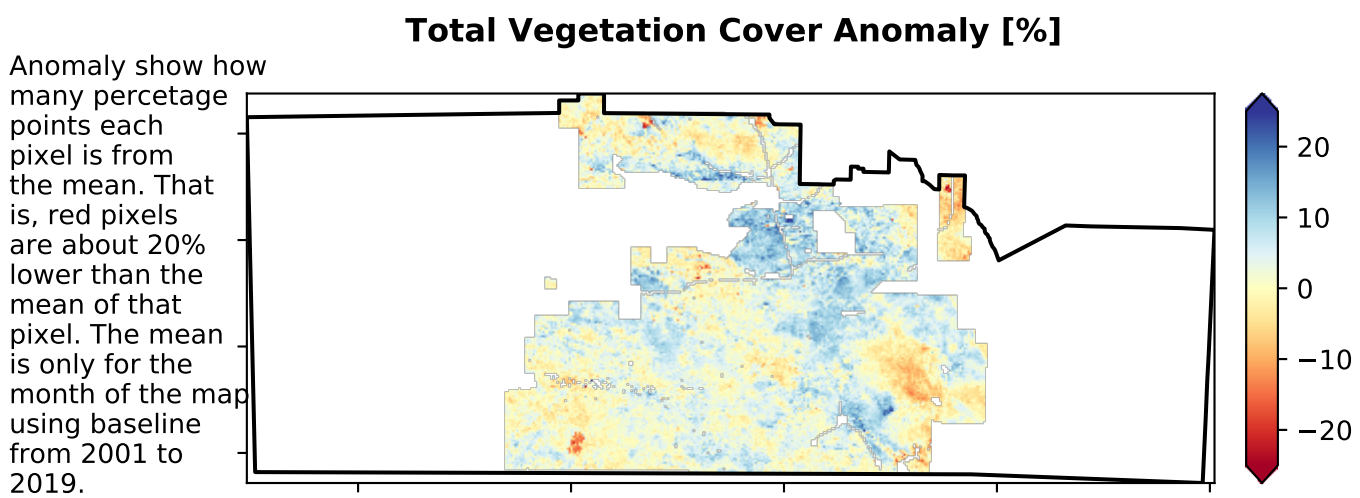 Total Vegetation Cover Anomaly [%]
Anomaly show how
many percetage
points each
pixel is from
the mean. That
is, red pixels
are about 20%
lower than the
mean of that
pixel. The mean
is only for the
month of the map
using baseline
from 2001 to
2019.
20
10
0
−10
−20